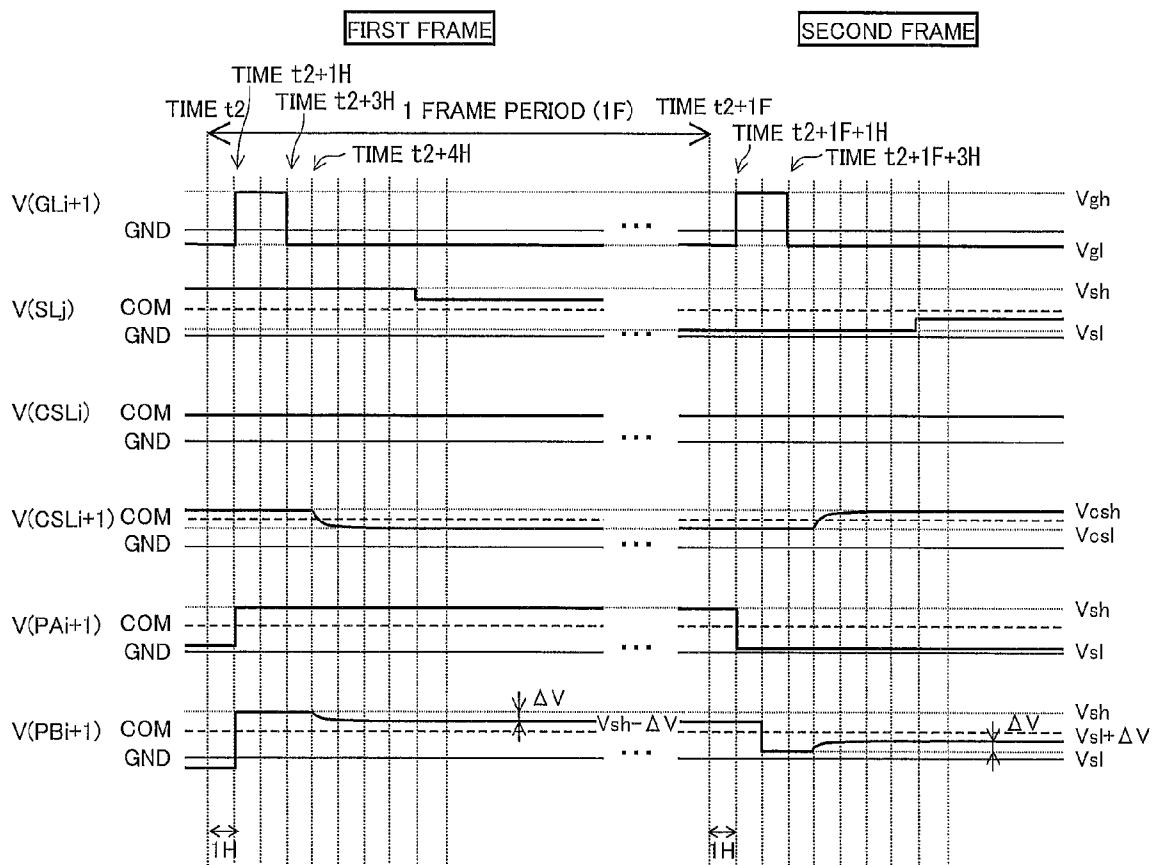 FIRST FRAME
SECOND FRAME
TIME t2+1H
TIME t2
TIME t2+3H
1 FRAME PERIOD (1F)
TIME t2+1F
TIME t2+4H
TIME t2+1F+1H
TIME t2+1F+3H
V(GLi+1)
GND
...
Vgh
Vgl
V(SLj)
COM
GND
...
Vsh
Vsl
V(CSLi)
COM
GND
...
V(CSLi+1)
COM
GND
...
Vcsh
Vcsl
V(PAi+1)
COM
GND
...
Vsh
Vsl
V(PBi+1)
COM
GND
ΔV
Vsh-ΔV
...
ΔV
Vsh
Vsl+ΔV
Vsl
1H
1H